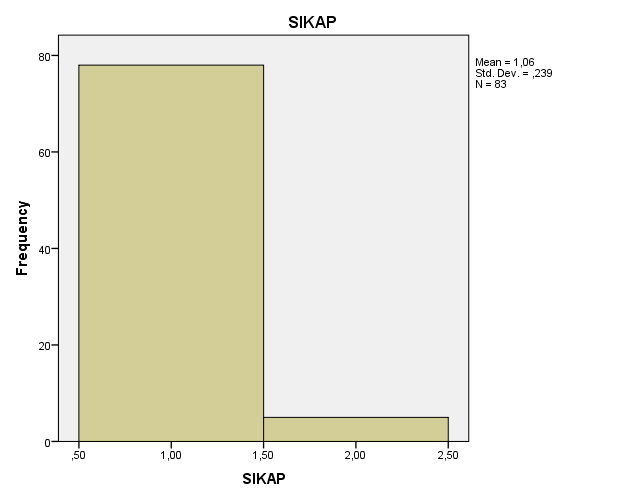 SIKAP
Mean = 1,06
Std. Dev. = ,239
N = 83
80
60
40
20
0
Frequency
,50
1,00
1,50
2,00
2,50
SIKAP